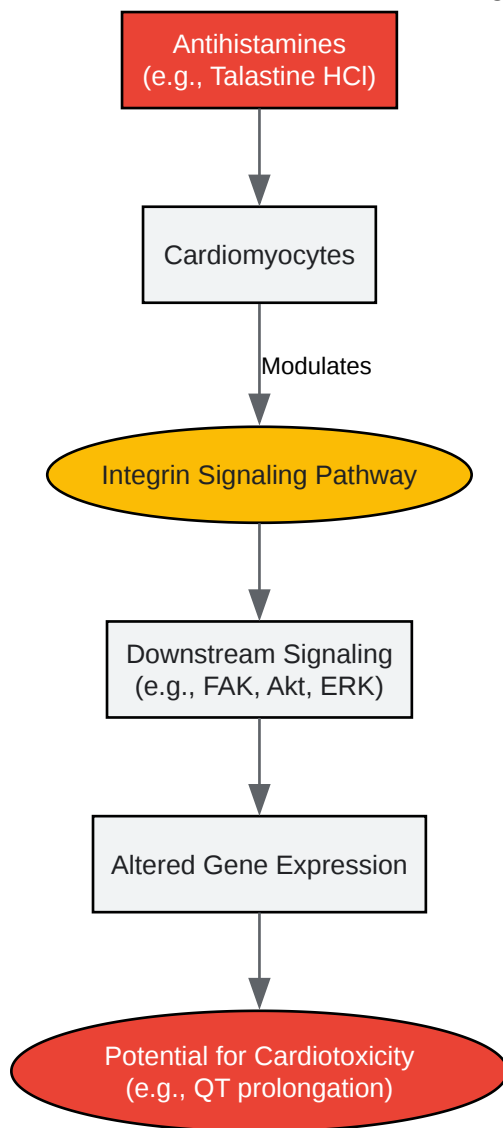 Antihistamines
(e.g., Talastine HCl)
Cardiomyocytes
Modulates
Integrin Signaling Pathway
Downstream Signaling
(e.g., FAK, Akt, ERK)
Altered Gene Expression
Potential for Cardiotoxicity
(e.g., QT prolongation)